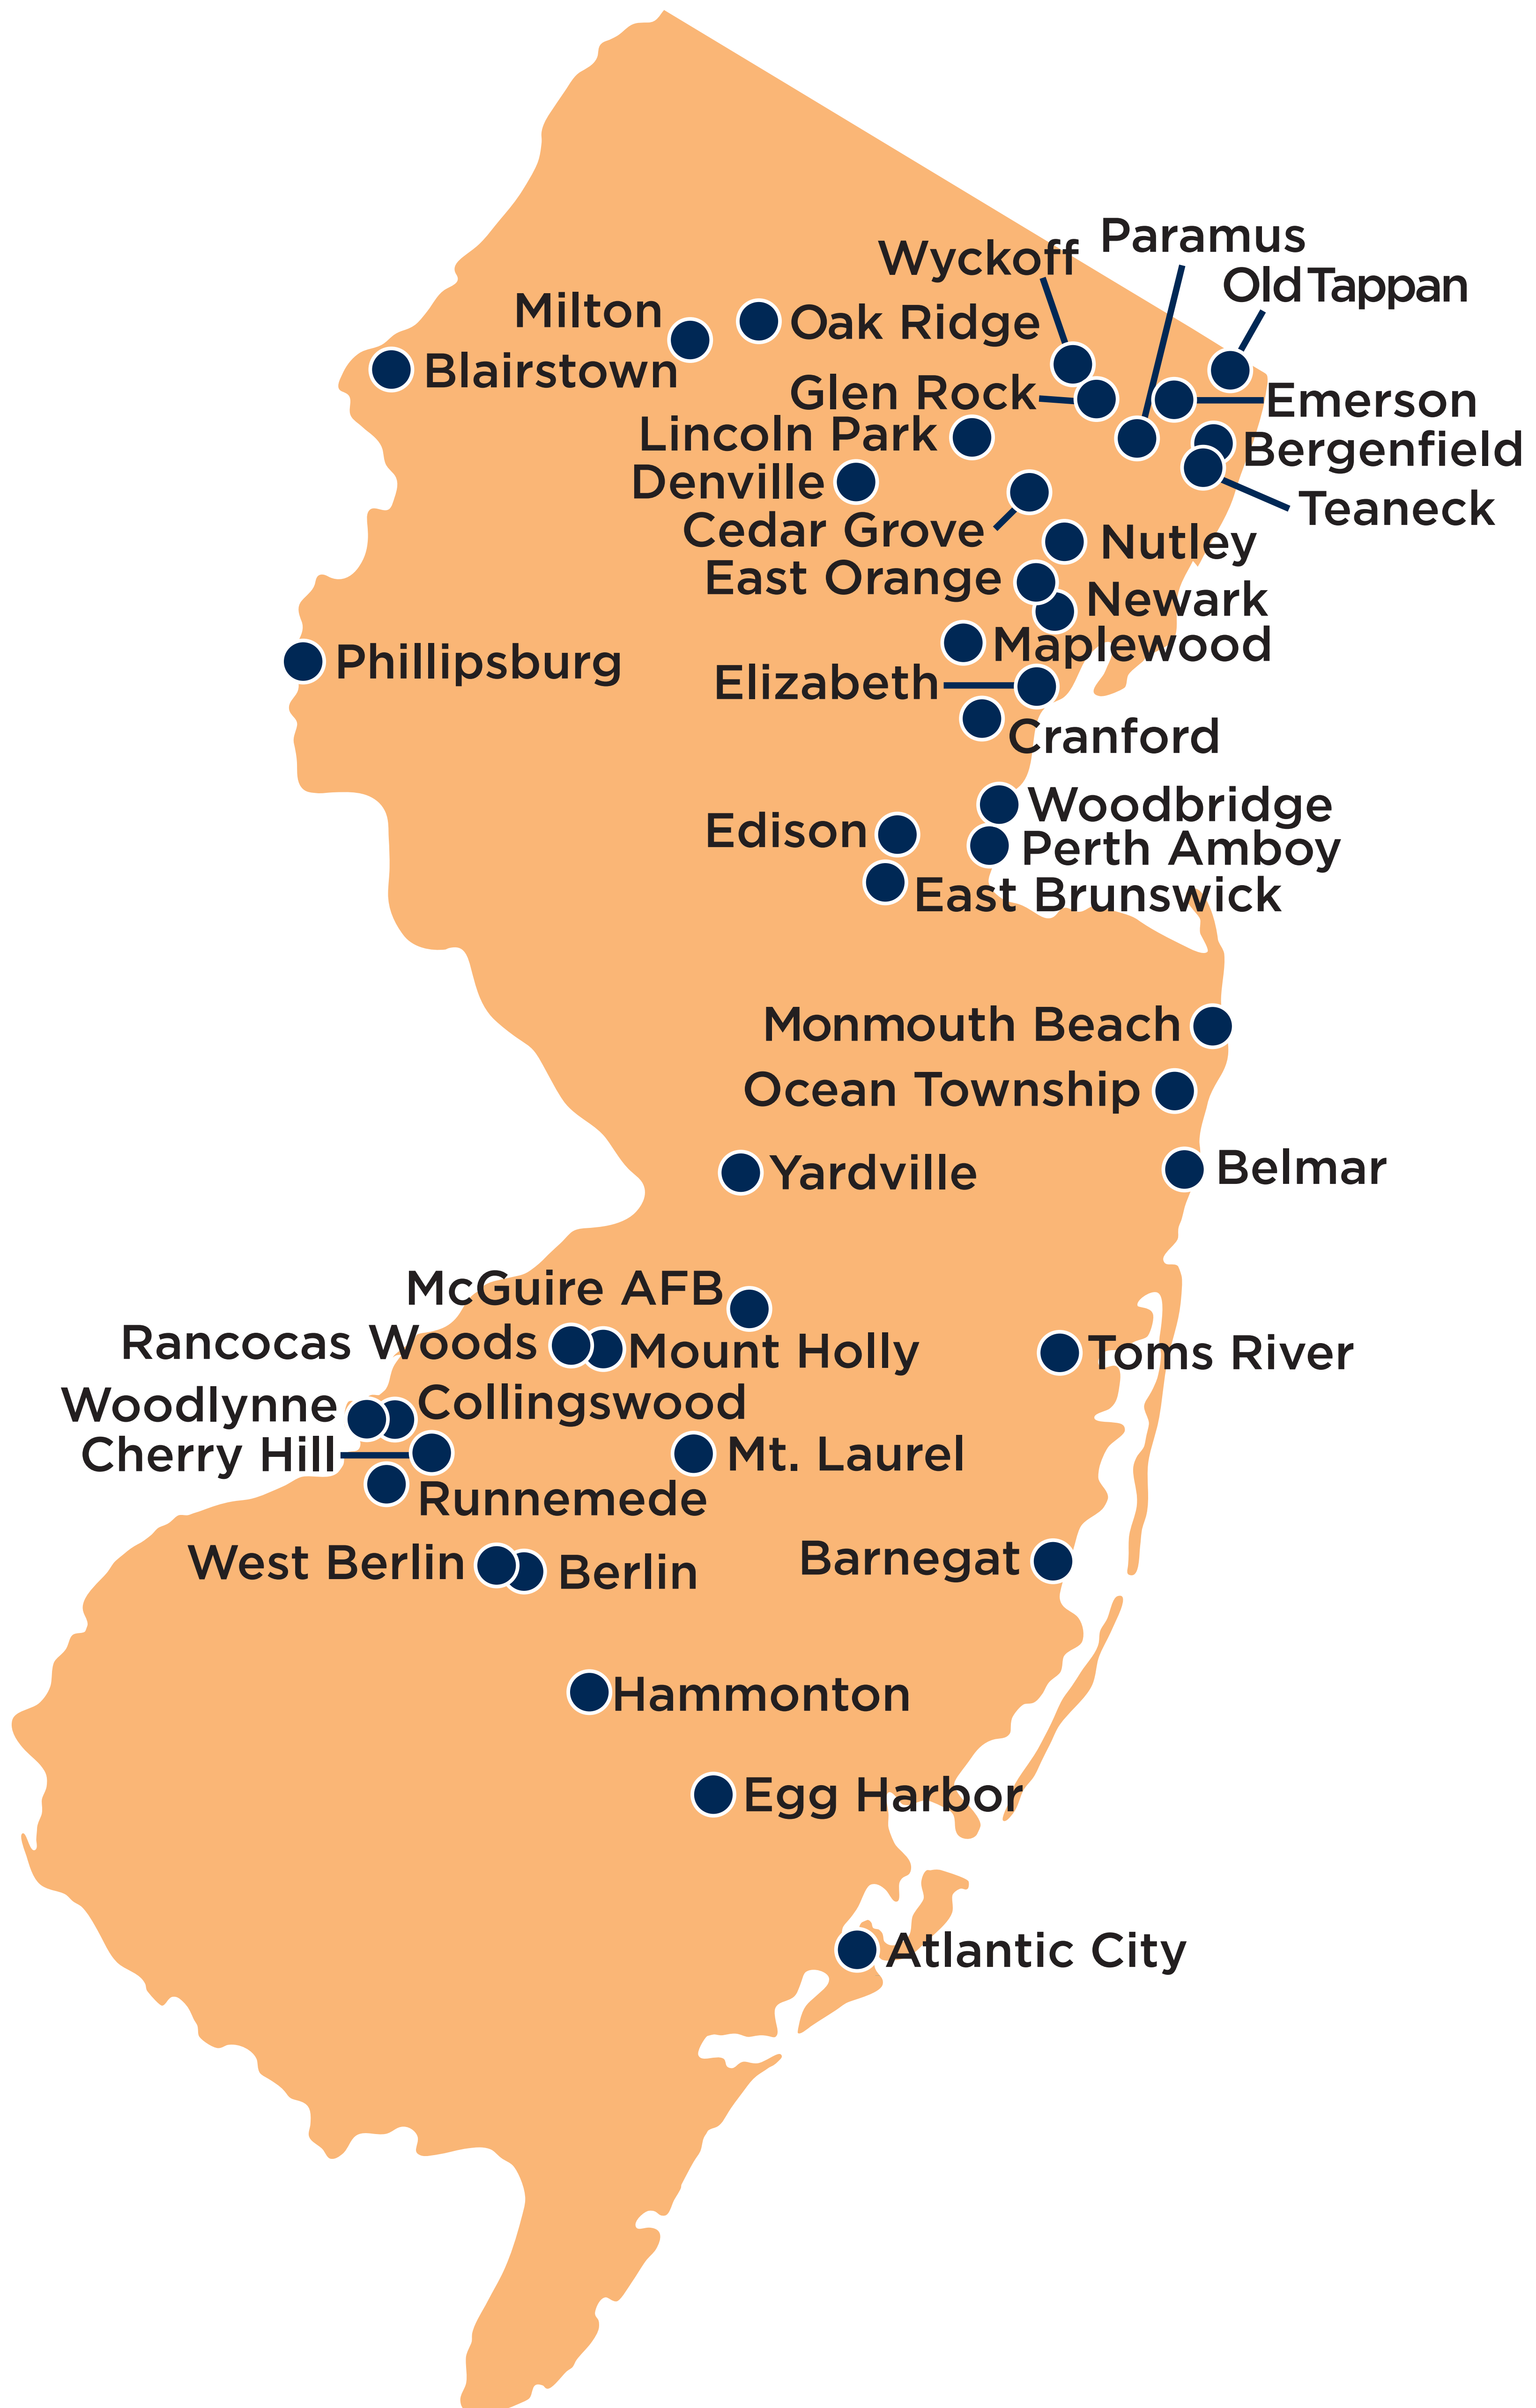 Paramus
Wyckoff
Old Tappan
Milton
Oak Ridge
Blairstown
Glen Rock
Emerson
Lincoln Park
Bergenfield
Denville
Teaneck
Cedar Grove
Nutley
East Orange
Newark
Maplewood
Phillipsburg
Elizabeth
Cranford
Woodbridge
Edison
Perth Amboy
East Brunswick
Monmouth Beach
Ocean Township
Belmar
Yardville
McGuire AFB
Rancocas Woods
Mount Holly
Toms River
Woodlynne
Collingswood
Cherry Hill
Mt. Laurel
Runnemede
West Berlin
Berlin
Barnegat
Hammonton
Egg Harbor
Atlantic City